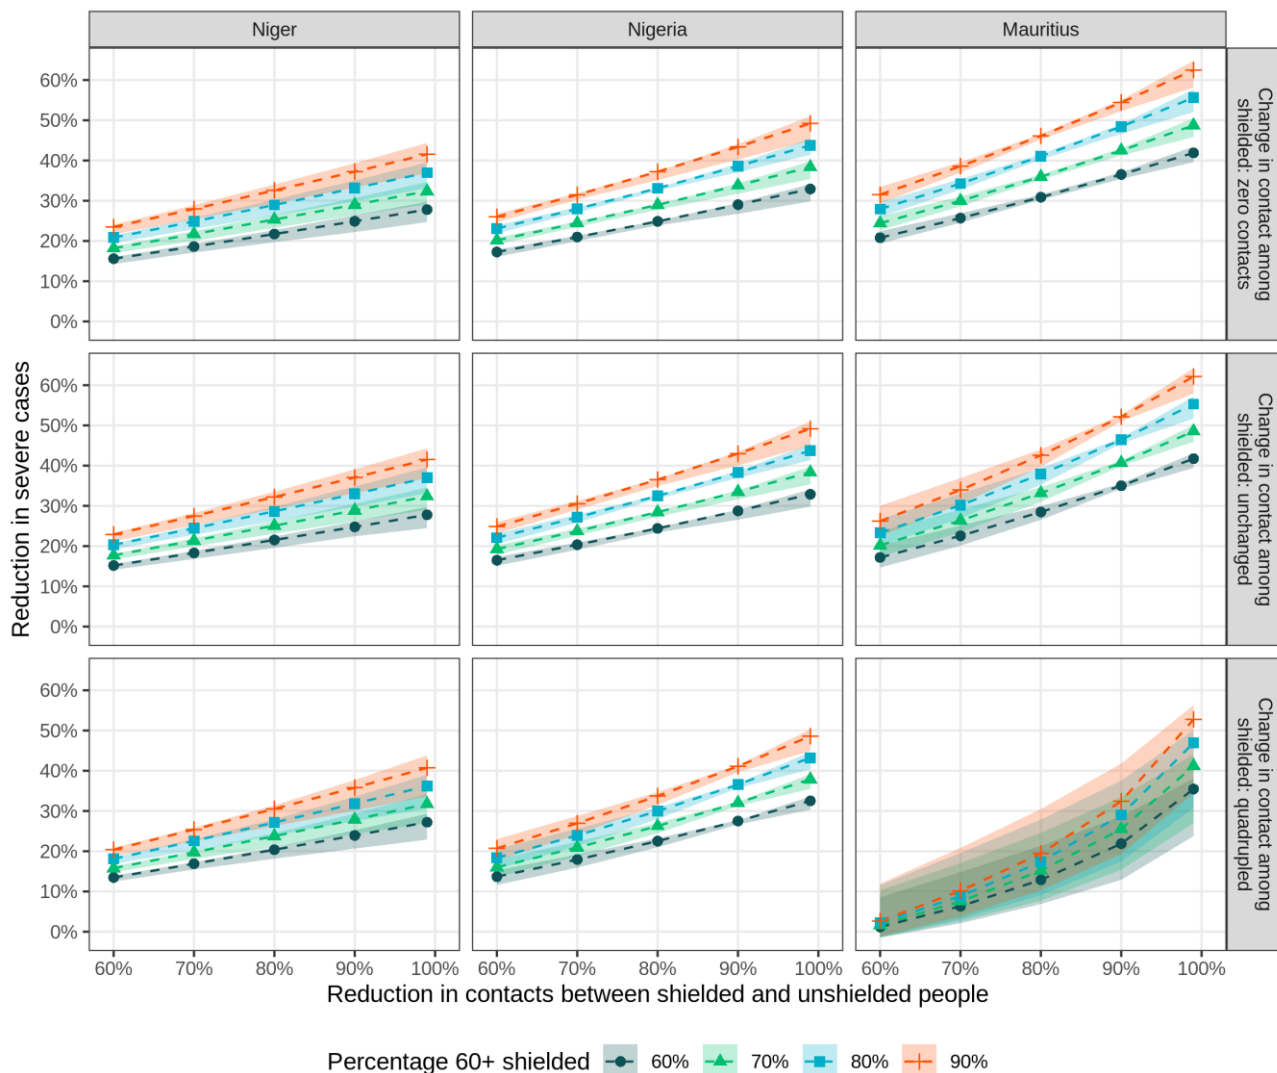 Niger Nigeria Mauritius
60%
50%
40%
30%
20%
10%
0%
Change in contact among
shielded: zero contacts
Reduction in severe cases
60%
50%
40%
30%
20%
10%
0%
Change in contact among
shielded: unchanged
60%
50%
40%
30%
20%
10%
0%
Change in contact among
shielded: quadrupled
60% 70% 80% 90% 100% 60% 70% 80% 90% 100% 60% 70% 80% 90% 100%
Reduction in contacts between shielded and unshielded people
Percentage 60+ shielded 60% 70% 80% 90%